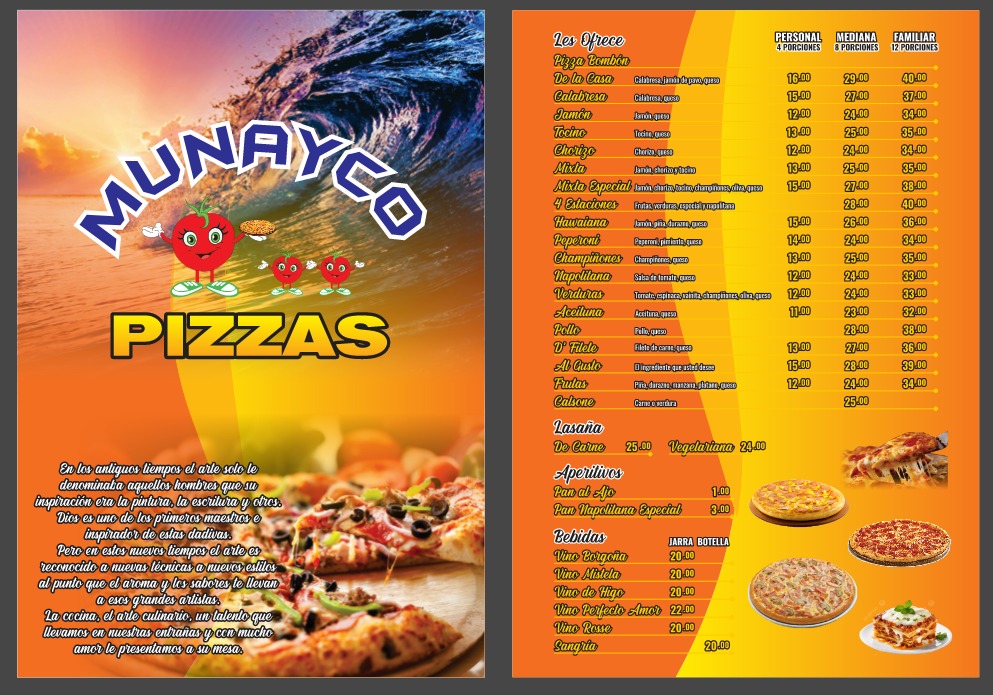 MUNAYCO
PIZZAS
En los antiguos tiempos el arte solo le
denominaba aquellos hombres que su
inspiración era la pintura, la escritura y otros.
Dios es uno de los primeros maestros e
inspirador de estas dadivas.
Pero en estos nuevos tiempos el arte es
reconocido a nuevas técnicas a nuevos estilos
al punto que el aroma y los sabores te llevan
a esos grandes artistas.
La cocina, el arte culinario, un talento que
llevamos en nuestras entrañas y con mucho
amor le presentamos a su mesa.
Les Ofrece PERSONAL MEDIANA FAMILIAR
4 PORCIONES 8 PORCIONES 12 PORCIONES
Pizza Bombón
De la Casa Calabresa, jamón de pavo, queso 16.00 29.00 40.00
Calabresa Calabresa, queso 15.00 27.00 37.00
Jamon Jamón, queso 12.00 24.00 34.00
Tocino Tocino, queso 13.00 25.00 35.00
Chorizo Chorizo, queso 12.00 24.00 34.00
Mixta Jamón, chorizo y tocino 13.00 25.00 35.00
Mixta Especial Jamón, chorizo, tocino, champiñones, oliva, queso 15.00 27.00 38.00
4 Estaciones Frutas, verduras, especial y napolitana 28.00 40.00
Hawaiana Jamón, piña, durazno, queso 15.00 26.00 36.00
Peperoni Peperoni, pimiento, queso 14.00 24.00 34.00
Champiñones Champiñones, queso 13.00 25.00 35.00
Napolitana Salsa de tomate, queso 12.00 24.00 33.00
Verduras Tomate, espinaca, vainita, champiñones, oliva, queso 12.00 24.00 33.00
Aceituna Aceituna, queso 11.00 23.00 32.00
Pollo Pollo, queso 28.00 38.00
D' Filete Filete de carne, queso 13.00 27.00 36.00
Al Gusto El ingrediente que usted desee 15.00 28.00 39.00
Frutas Piña, durazno, manzana, platano, queso 12.00 24.00 34.00
Calsone Carne o verdura 25.00
Lasaña
De Carne 25.00 Vegetariana 24.00
Aperitivos
Pan al Ajo 1.00
Pan Napolitana Especial 3.00
Bebidas JARRA BOTELLA
Vino Borgoña 20.00
Vino Mistela 20.00
Vino de Higo 20.00
Vino Perfecto Amor 22.00
Vino Rosse 20.00
Sangria 20.00